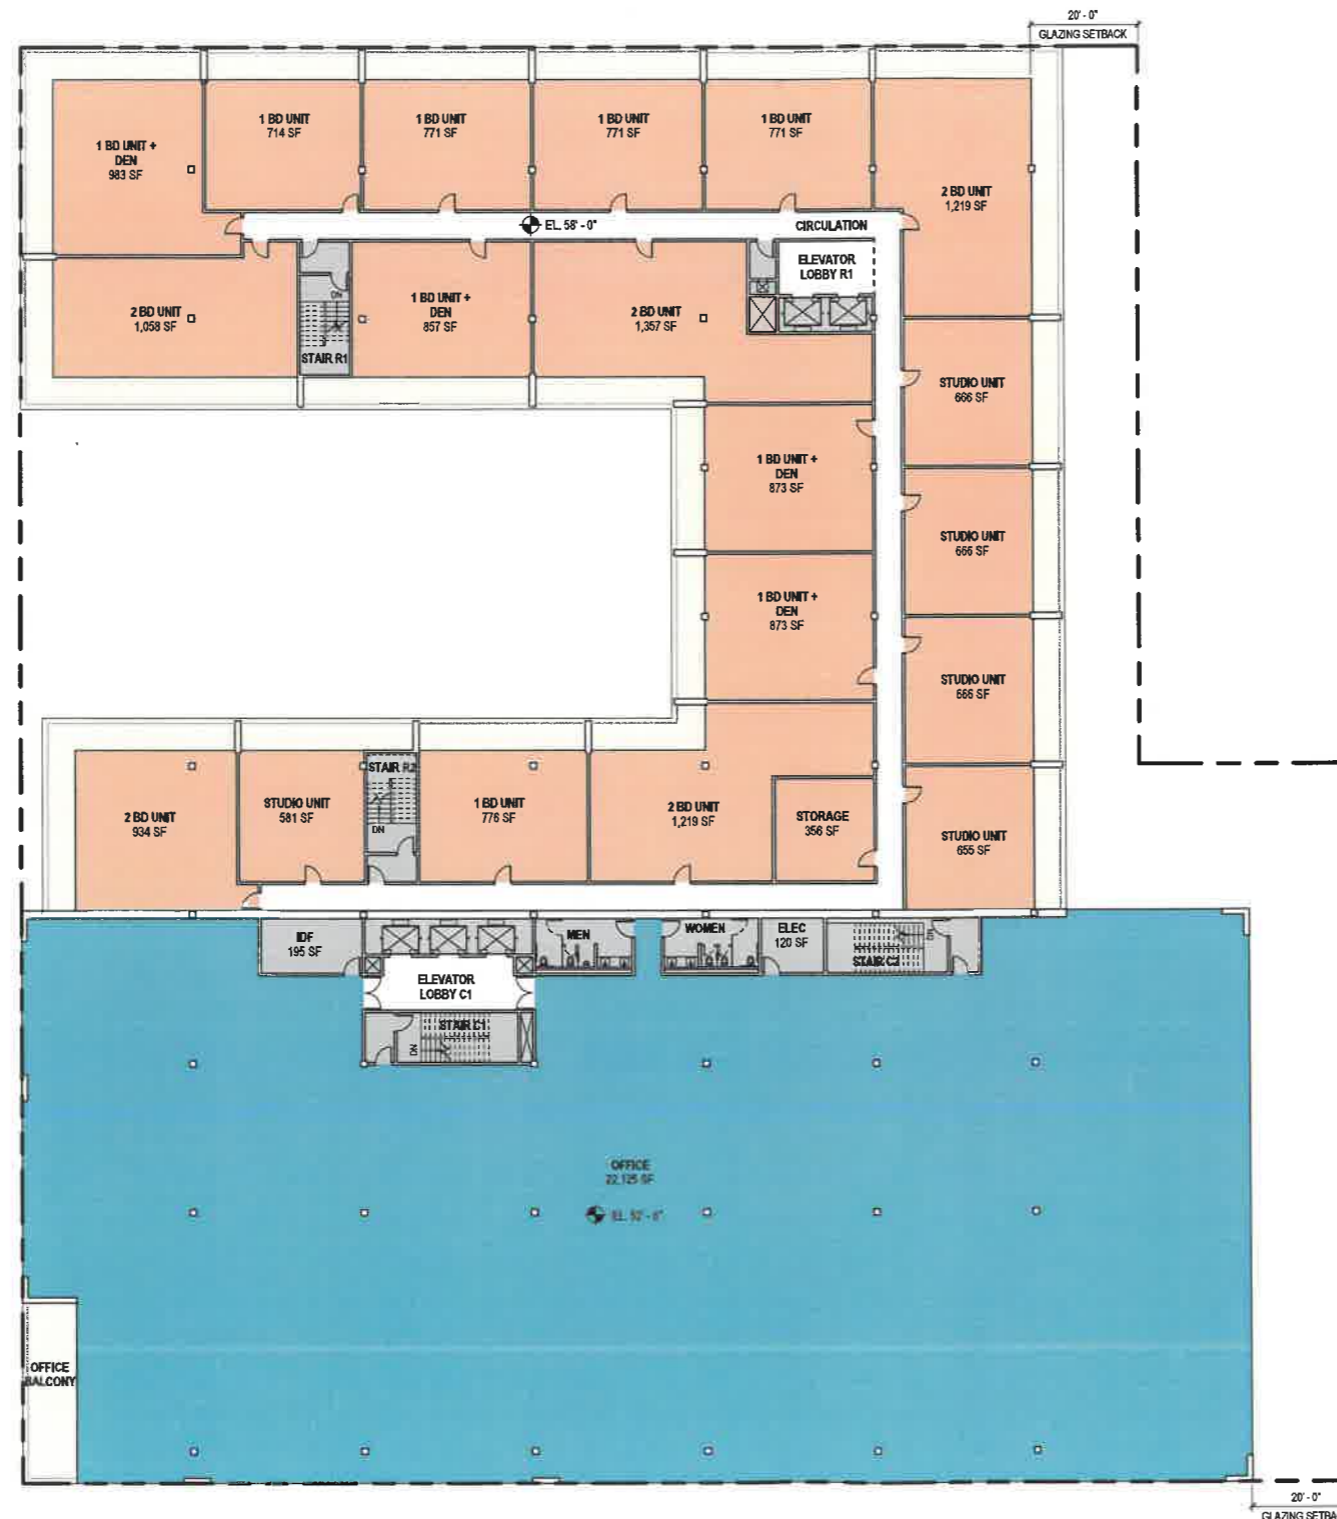 20' - 0"
GLAZING SETBACK
1 BD UNIT +
DEN
983 SF
1 BD UNIT
714 SF
1 BD UNIT
771 SF
1 BD UNIT
771 SF
1 BD UNIT
771 SF
2 BD UNIT
1,219 SF
EL. 58' - 0"
CIRCULATION
ELEVATOR
LOBBY R1
2 BD UNIT
1,058 SF
DN
STAIR R1
1 BD UNIT +
DEN
857 SF
2 BD UNIT
1,357 SF
STUDIO UNIT
666 SF
1 BD UNIT +
DEN
873 SF
STUDIO UNIT
666 SF
1 BD UNIT +
DEN
873 SF
STUDIO UNIT
666 SF
2 BD UNIT
934 SF
STUDIO UNIT
581 SF
STAIR R2
DN
1 BD UNIT
776 SF
2 BD UNIT
1,219 SF
STORAGE
356 SF
STUDIO UNIT
655 SF
IDF
195 SF
MEN
WOMEN
ELEC
120 SF
STAIR C2
DN
ELEVATOR
LOBBY C1
STAIR C1
DN
OFFICE
22,125 SF
OFFICE
BALCONY
20' - 0"